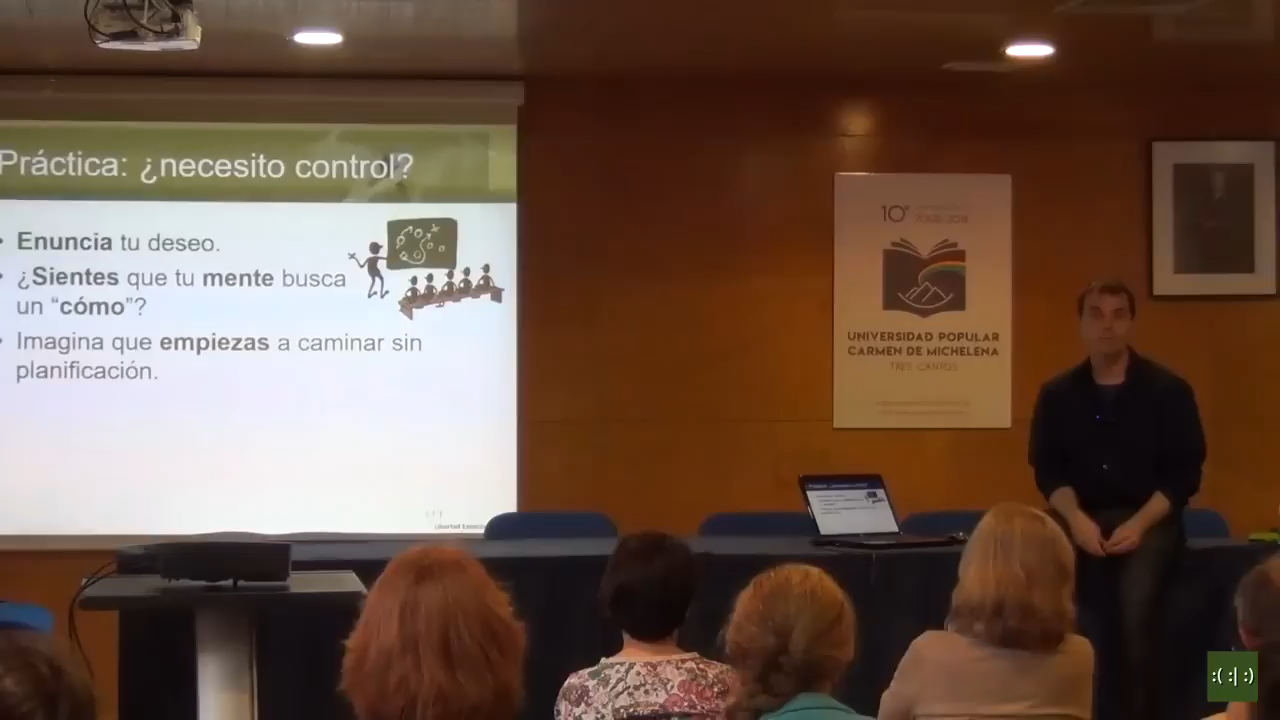 Práctica: ¿necesito control?
• Enuncia tu deseo.
• ¿Sientes que tu mente busca
un “cómo”?
• Imagina que empiezas a caminar sin
planificación.
10º
UNIVERSIDAD POPULAR
CARMEN DE MICHELENA
TRES CANTOS
:( :| :)